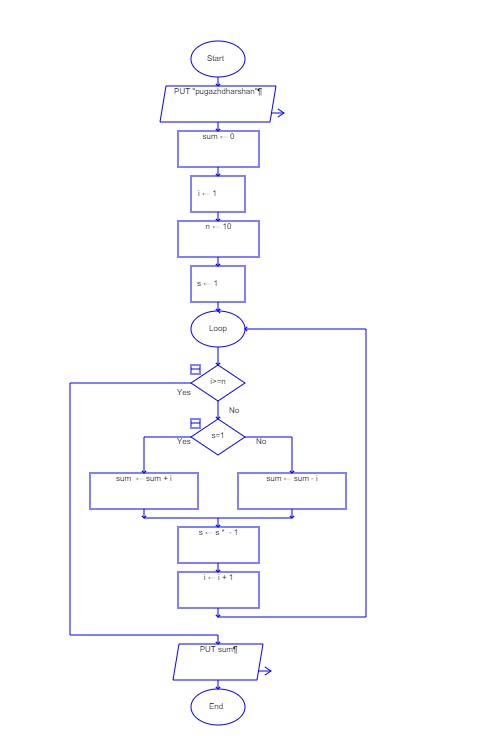 Start
PUT "pugazhdharshan"¶
sum ← 0
i ← 1
n ← 10
s ← 1
Loop
i>=n
Yes
No
s=1
Yes
No
sum ← sum + i
sum ← sum - i
s ← s * - 1
i ← i + 1
PUT sum¶
End